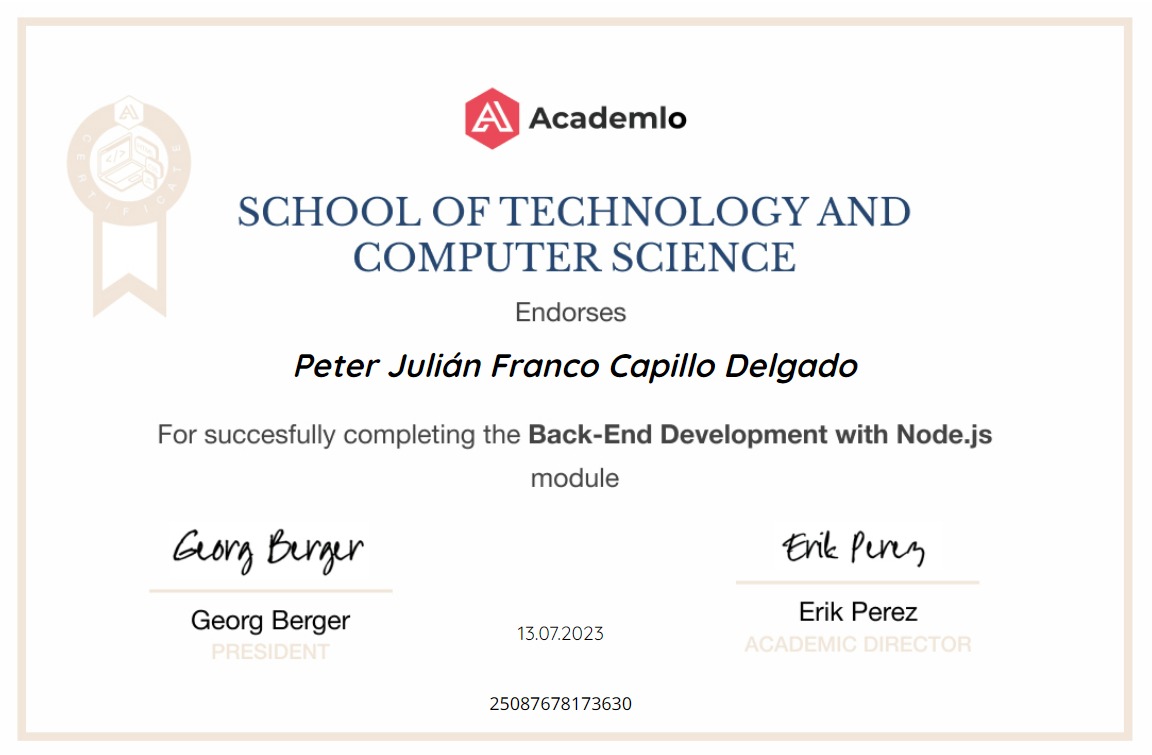 Academlo
CERTIFICATE
SCHOOL OF TECHNOLOGY AND
COMPUTER SCIENCE
Endorses
Peter Julián Franco Capillo Delgado
For succesfully completing the Back-End Development with Node.js
module
Georg Berger
Erik Perez
Georg Berger
Erik Perez
PRESIDENT
13.07.2023
ACADEMIC DIRECTOR
25087678173630